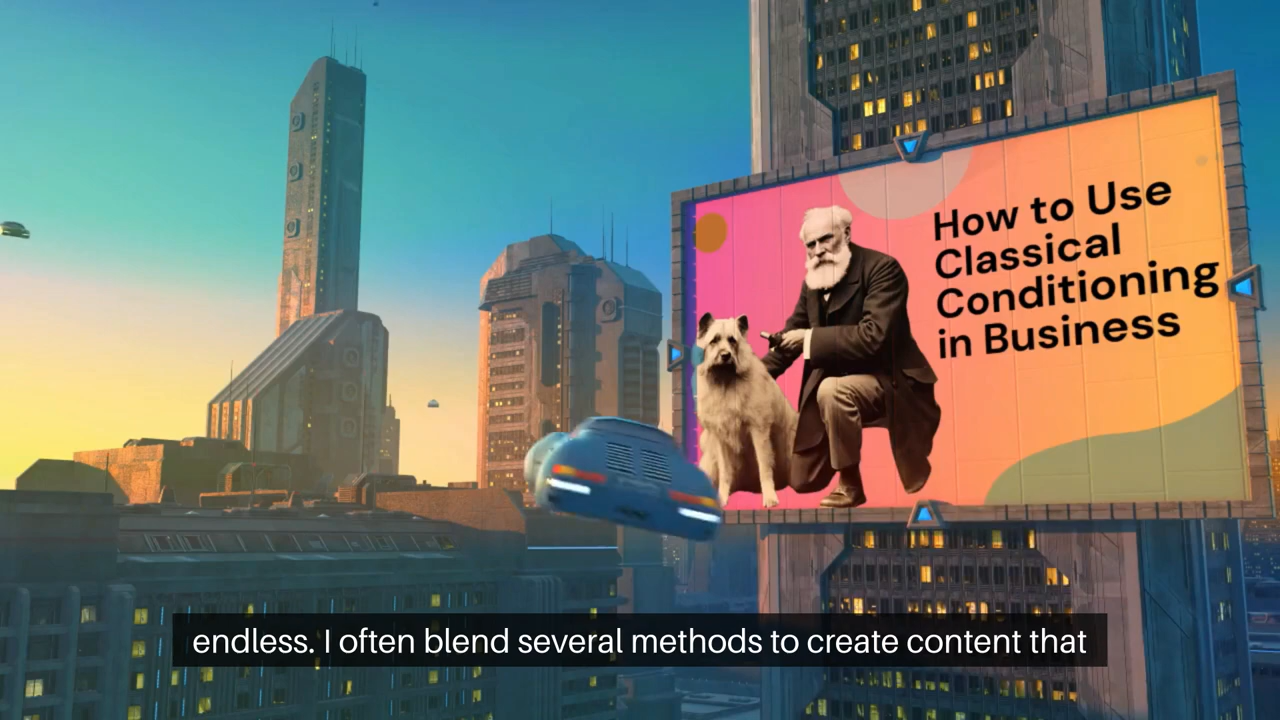 How to Use
Classical
Conditioning
in Business
endless. I often blend several methods to create content that